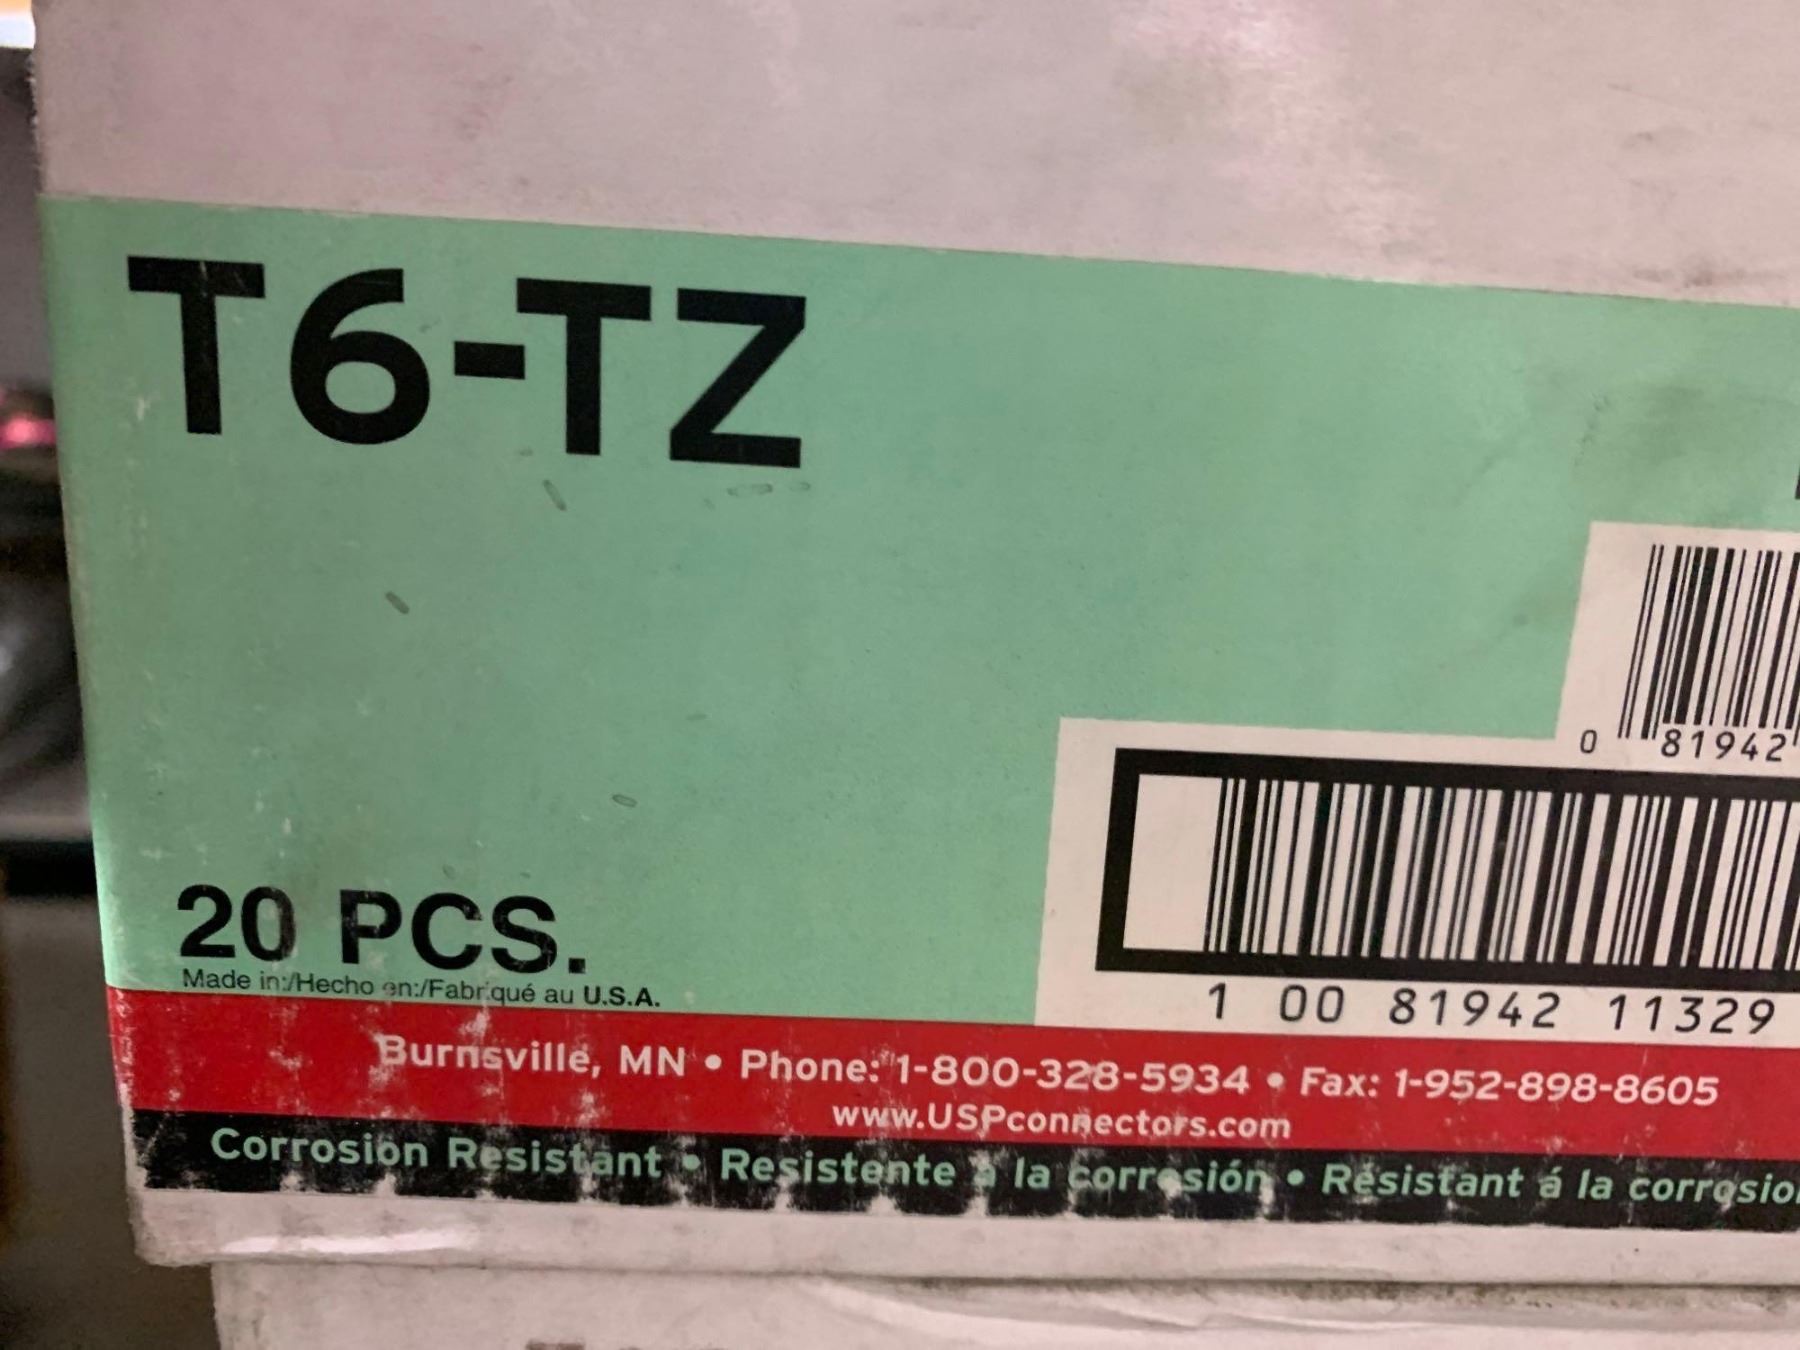 T6-TZ
0 81942
20 PCS.
Made in:/Hecho en:/Fabriqué au U.S.A.
1 00 81942 11329
Burnsville, MN • Phone: 1-800-328-5934 • Fax: 1-952-898-8605
www.USPconnectors.com
Corrosion Resistant • Resistente a la corrosión • Résistant á la corrosio